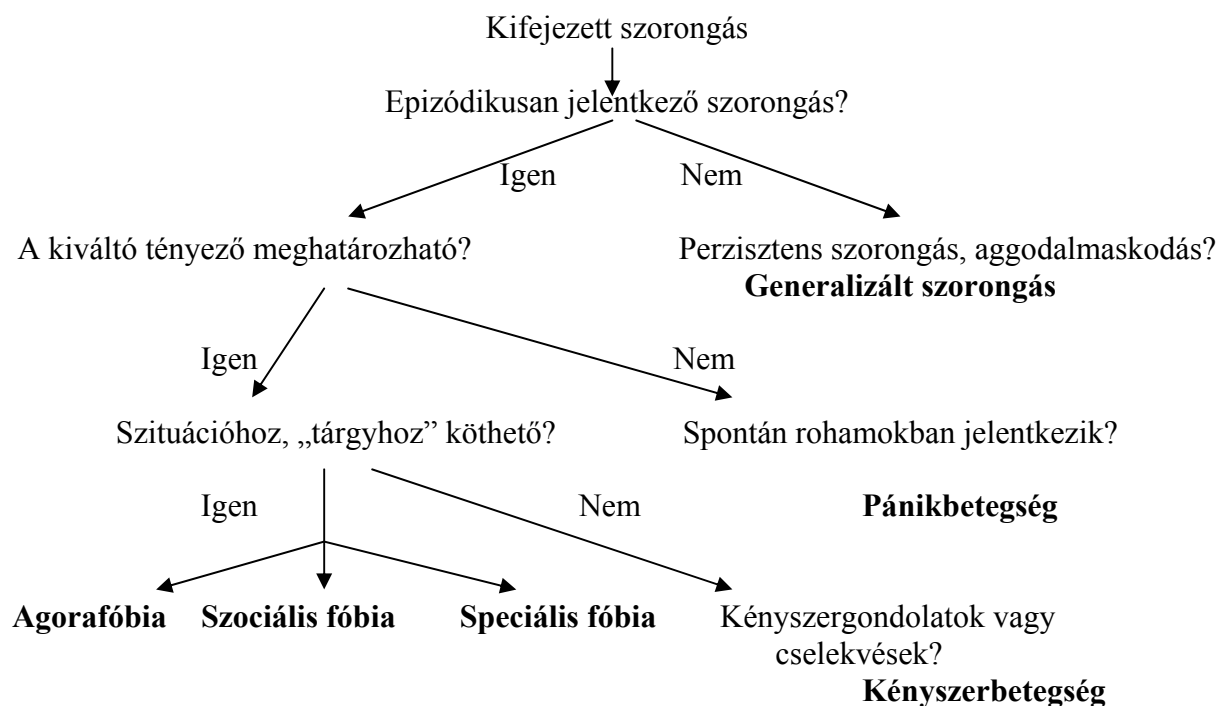 Kifejezett szorongás
Epizódikusan jelentkező szorongás?
Igen Nem
A kiváltó tényező meghatározható? Perzisztens szorongás, aggodalmaskodás?
Generalizált szorongás
Igen Nem
Szituációhoz, „tárgyhoz” köthető? Spontán rohamokban jelentkezik?
Igen Nem Pánikbetegség
Agorafóbia Szociális fóbia Speciális fóbia Kényszergondolatok vagy
cselekvések?
Kényszerbetegség